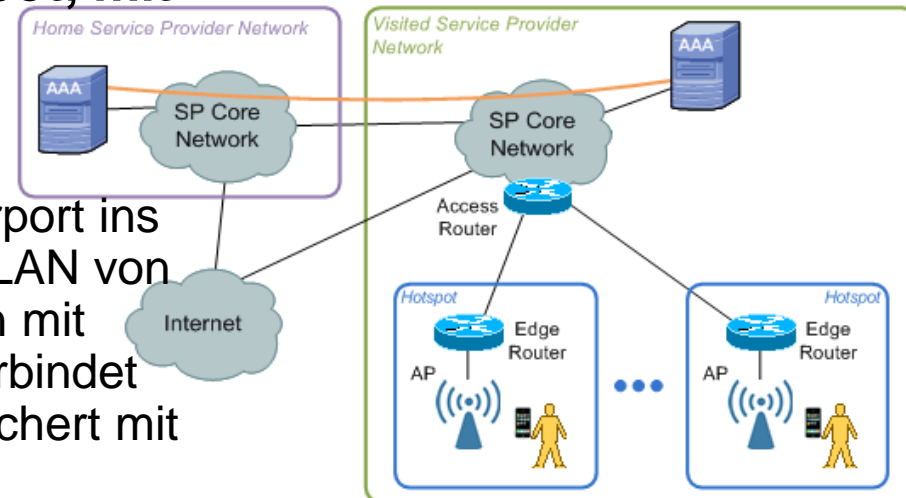 Home Service Provider Network
Visited Service Provider
Network
AAA
AAA
SP Core
Network
SP Core
Network
Access
Router
port ins
LAN von
mit
rbindet
chert mit
Internet
Hotspot
Edge
Router
AP
Hotspot
Edge
Router
AP